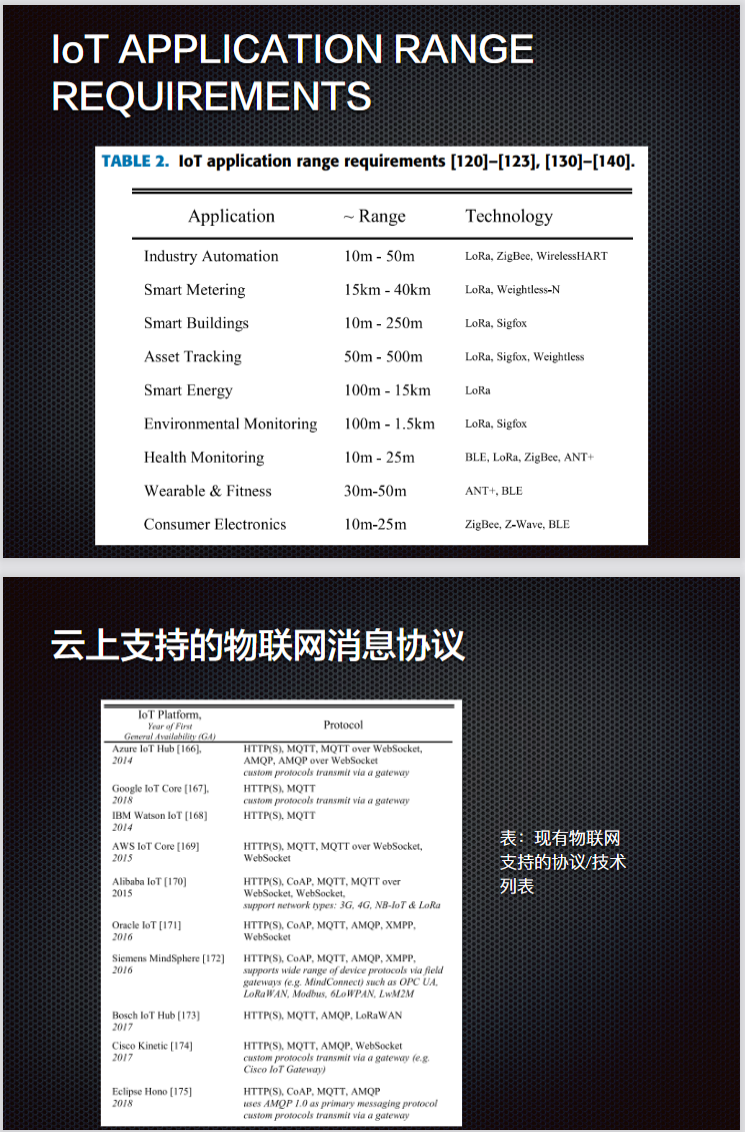 IoT APPLICATION RANGE
REQUIREMENTS
TABLE 2. IoT application range requirements [120]–[123], [130]–[140].
Application ~ Range Technology
Industry Automation 10m - 50m LoRa, ZigBee, WirelessHART
Smart Metering 15km - 40km LoRa, Weightless-N
Smart Buildings 10m - 250m LoRa, Sigfox
Asset Tracking 50m - 500m LoRa, Sigfox, Weightless
Smart Energy 100m - 15km LoRa
Environmental Monitoring 100m - 1.5km LoRa, Sigfox
Health Monitoring 10m - 25m BLE, LoRa, ZigBee, ANT+
Wearable & Fitness 30m-50m ANT+, BLE
Consumer Electronics 10m-25m ZigBee, Z-Wave, BLE
云上支持的物联网消息协议
IoT Platform,
Year of First
General Availability (GA)
Protocol
Azure IoT Hub [166], HTTP(S), MQTT, MQTT over WebSocket,
2014 AMQP, AMQP over WebSocket
custom protocols transmit via a gateway
Google IoT Core [167], HTTP(S), MQTT
2018 custom protocols transmit via a gateway
IBM Watson IoT [168] HTTP(S), MQTT
2014
AWS IoT Core [169] HTTP(S), MQTT, MQTT over WebSocket,
2015 WebSocket
Alibaba IoT [170] HTTP(S), CoAP, MQTT, MQTT over
2015 WebSocket, WebSocket,
support network types: 3G, 4G, NB-IoT & LoRa
Oracle IoT [171] HTTP(S), CoAP, MQTT, AMQP, XMPP,
2016 WebSocket
Siemens MindSphere [172] HTTP(S), CoAP, MQTT, AMQP, XMPP,
2016 supports wide range of device protocols via field
gateways (e.g. MindConnect) such as OPC UA,
LoRaWAN, Modbus, 6LoWPAN, LwM2M
Bosch IoT Hub [173] HTTP(S), MQTT, AMQP, LoRaWAN
2017
Cisco Kinetic [174] HTTP(S), MQTT, AMQP, WebSocket
2017 custom protocols transmit via a gateway (e.g.
Cisco IoT Gateway)
Eclipse Hono [175] HTTP(S), CoAP, MQTT, AMQP
2018 uses AMQP 1.0 as primary messaging protocol
custom protocols transmit via a gateway
表：现有物联网
支持的协议/技术
列表